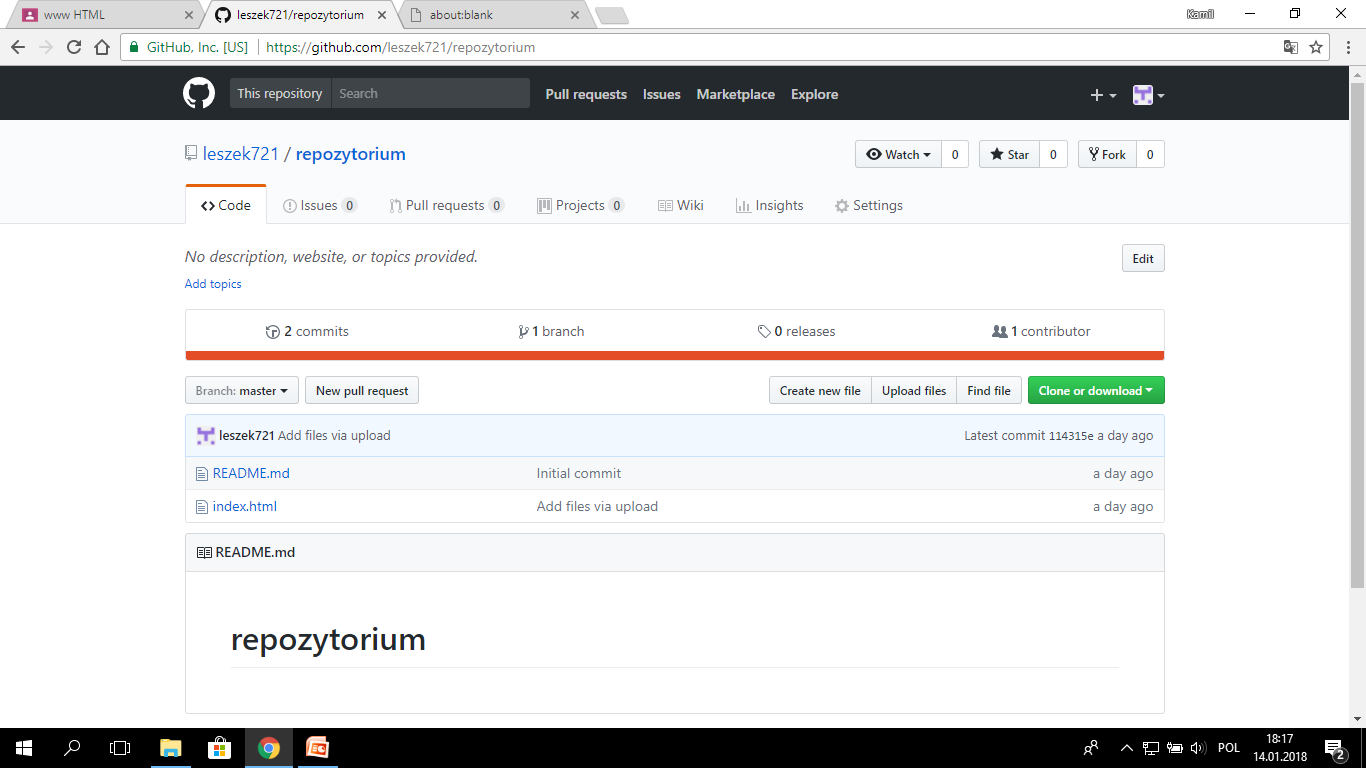 www HTML
leszek721/repozytorium
about:blank
Kamil
GitHub, Inc. [US]
https://github.com/leszek721/repozytorium
This repository
Search
Pull requests
Issues
Marketplace
Explore
leszek721 / repozytorium
Watch 0
Star 0
Fork 0
Code
Issues 0
Pull requests 0
Projects 0
Wiki
Insights
Settings
No description, website, or topics provided.
Edit
Add topics
2 commits
1 branch
0 releases
1 contributor
Branch: master
New pull request
Create new file
Upload files
Find file
Clone or download
leszek721 Add files via upload
Latest commit 114315e a day ago
README.md
Initial commit
a day ago
index.html
Add files via upload
a day ago
README.md
repozytorium
POL
18:17
14.01.2018
2